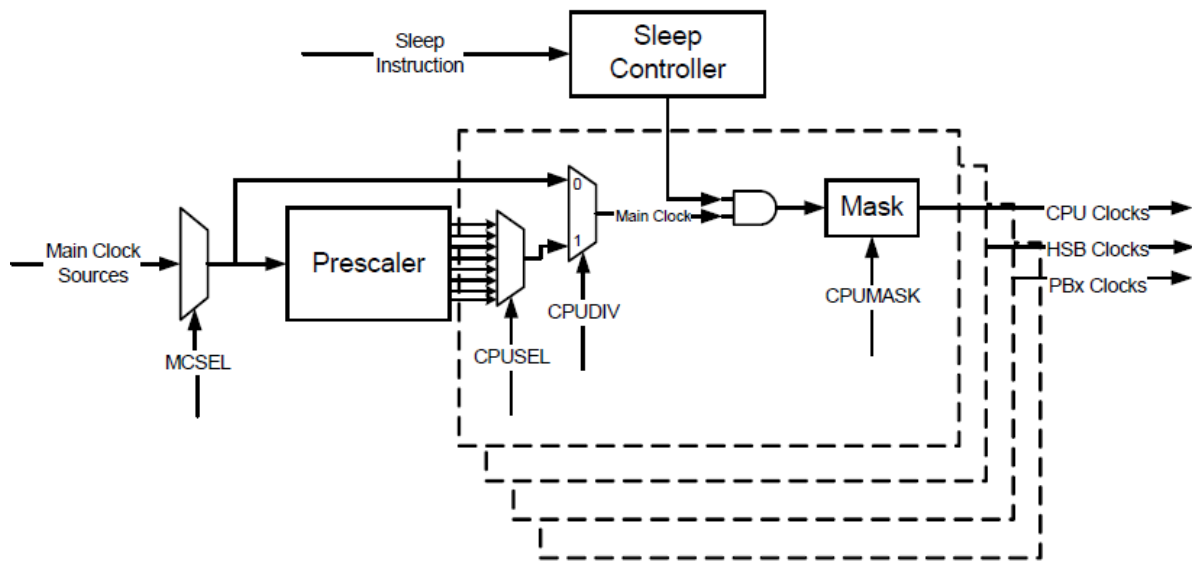 Sleep
Instruction
Sleep
Controller
Main Clock
Sources
MCSEL
Prescaler
CPUSEL
0
1
CPUDIV
Main Clock
Mask
CPUMASK
CPU Clocks
HSB Clocks
PBx Clocks